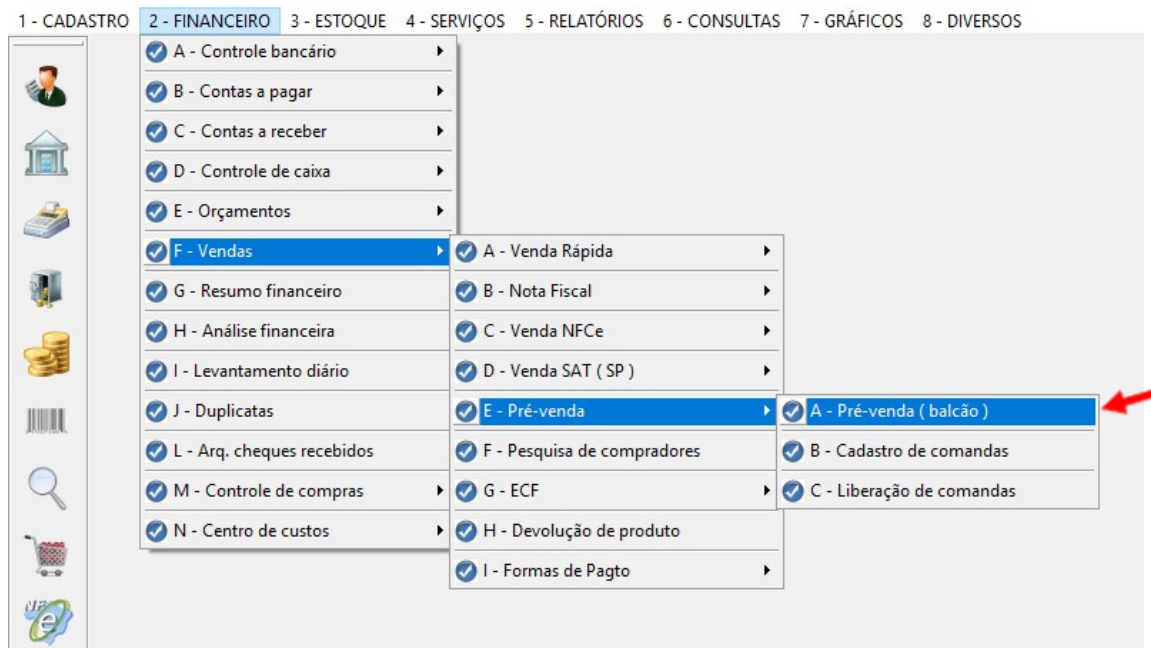 1 - CADASTRO 2 - FINANCEIRO 3 - ESTOQUE 4 - SERVIÇOS 5 - RELATÓRIOS 6 - CONSULTAS 7 - GRÁFICOS 8 - DIVERSOS
A - Controle bancário
B - Contas a pagar
C - Contas a receber
D - Controle de caixa
E - Orçamentos
F - Vendas
G - Resumo financeiro
H - Análise financeira
I - Levantamento diário
J - Duplicatas
L - Arq. cheques recebidos
M - Controle de compras
N - Centro de custos
A - Venda Rápida
B - Nota Fiscal
C - Venda NFCe
D - Venda SAT ( SP )
E - Pré-venda
F - Pesquisa de compradores
G - ECF
H - Devolução de produto
I - Formas de Pagto
A - Pré-venda ( balcão )
B - Cadastro de comandas
C - Liberação de comandas
NF
e